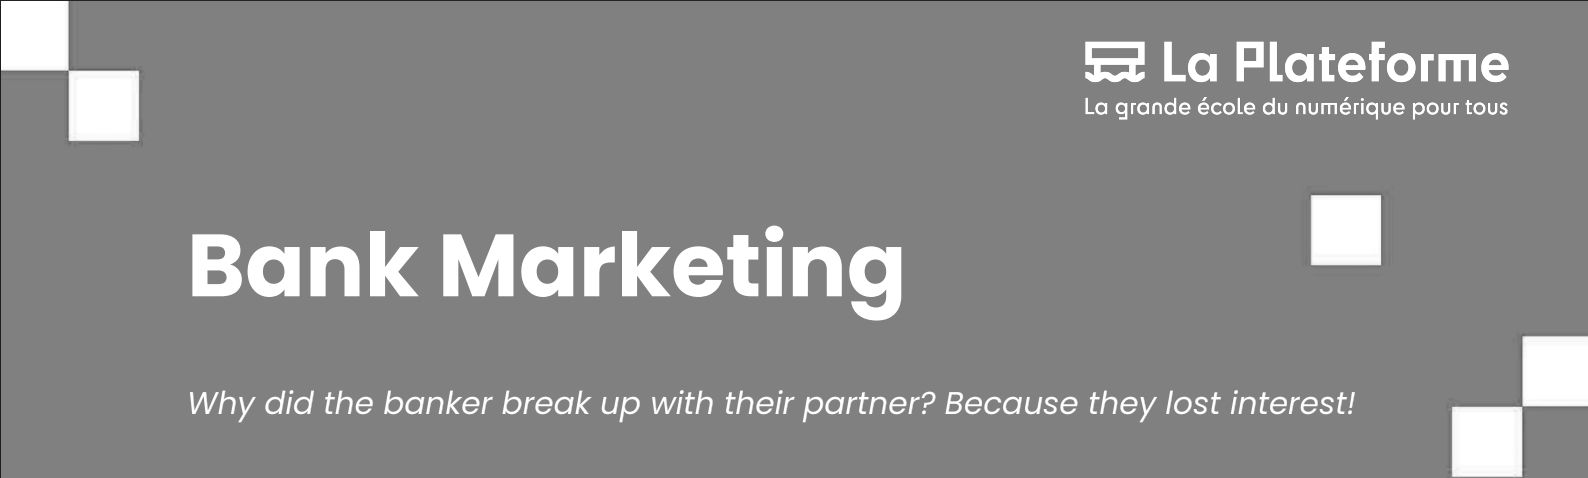 La Plateforme
La grande école du numérique pour tous
Bank Marketing
Why did the banker break up with their partner? Because they lost interest!